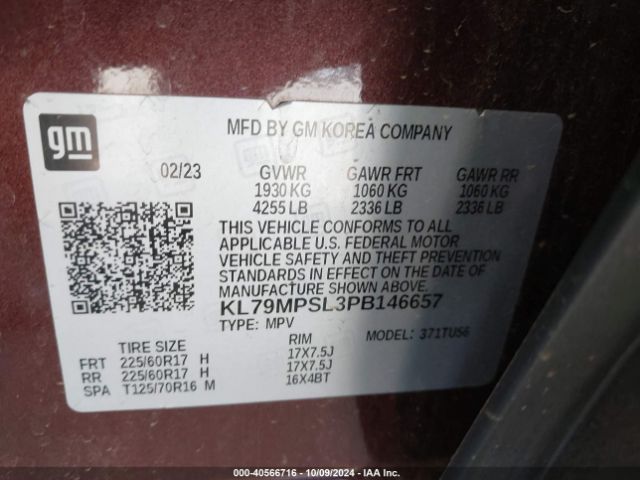 gm
MFD BY GM KOREA COMPANY
02/23 GVWR GAWR FRT GAWR RR
1930 KG 1060 KG 1060 KG
4255 LB 2336 LB 2336 LB
THIS VEHICLE CONFORMS TO ALL
APPLICABLE U.S. FEDERAL MOTOR
VEHICLE SAFETY AND THEFT PREVENTION
STANDARDS IN EFFECT ON THE DATE OF
MANUFACTURE SHOWN ABOVE.
KL79MPSL3PB146657
TYPE: MPV MODEL: 371TU56
TIRE SIZE RIM
FRT 225/60R17 H 17X7.5J
RR 225/60R17 H 17X7.5J
SPA T125/70R16 M 16X4BT
000-40566716 - 10/09/2024 - IAA Inc.